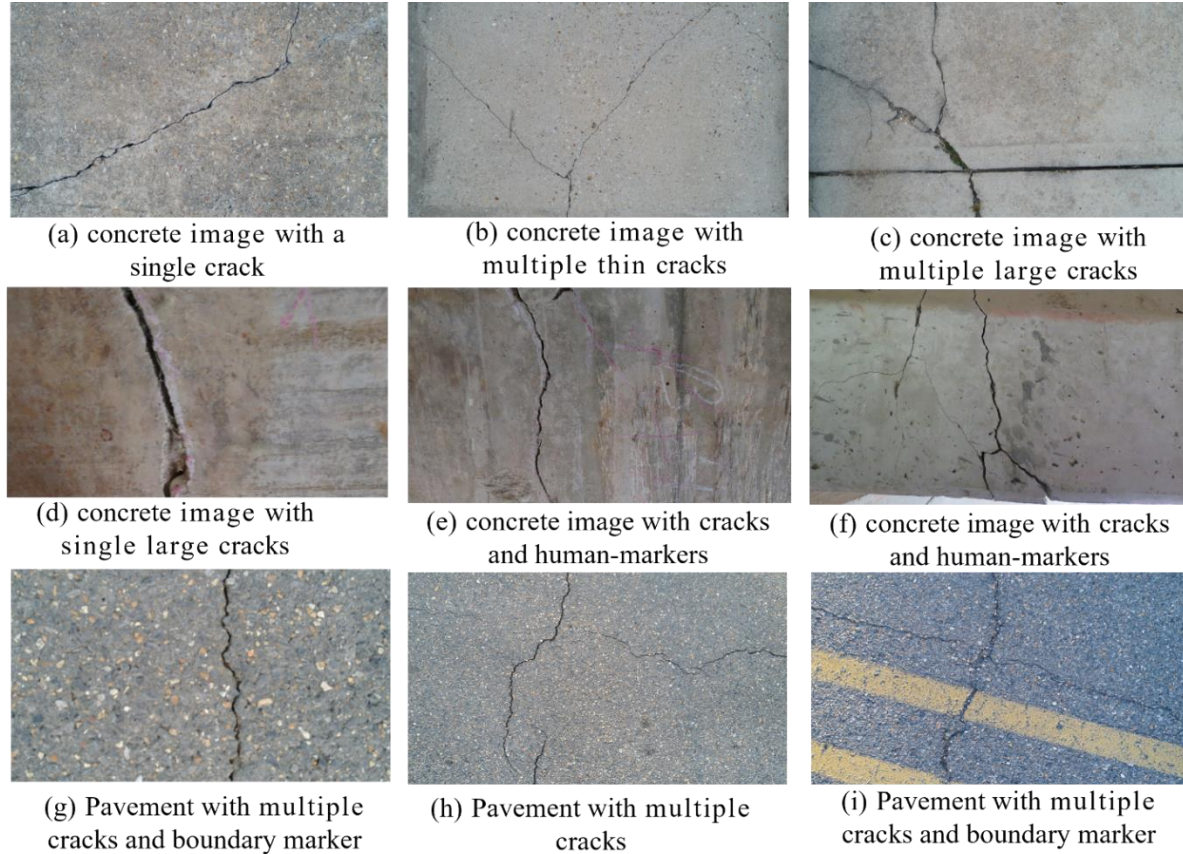 (a) concrete image with a
single crack
(b) concrete image with
multiple thin cracks
(c) concrete image with
multiple large cracks
(d) concrete image with
single large cracks
(e) concrete image with cracks
and human-markers
(f) concrete image with cracks
and human-markers
(g) Pavement with multiple
cracks and boundary marker
(h) Pavement with multiple
cracks
(i) Pavement with multiple
cracks and boundary marker